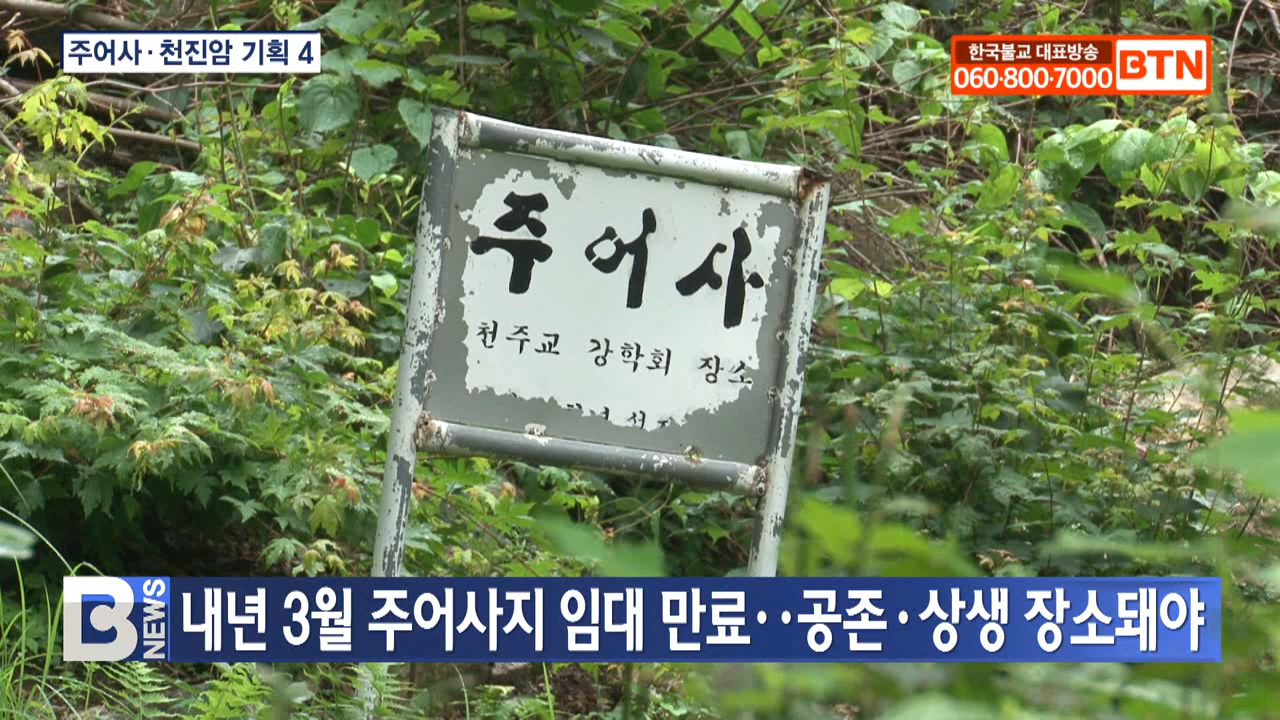 주어사·천진암 기획 4
한국불교 대표방송
060·800·7000
BTN
주어사
천주교 강학회 장소
B NEWS
내년 3월 주어사지 임대 만료‥공존·상생 장소돼야